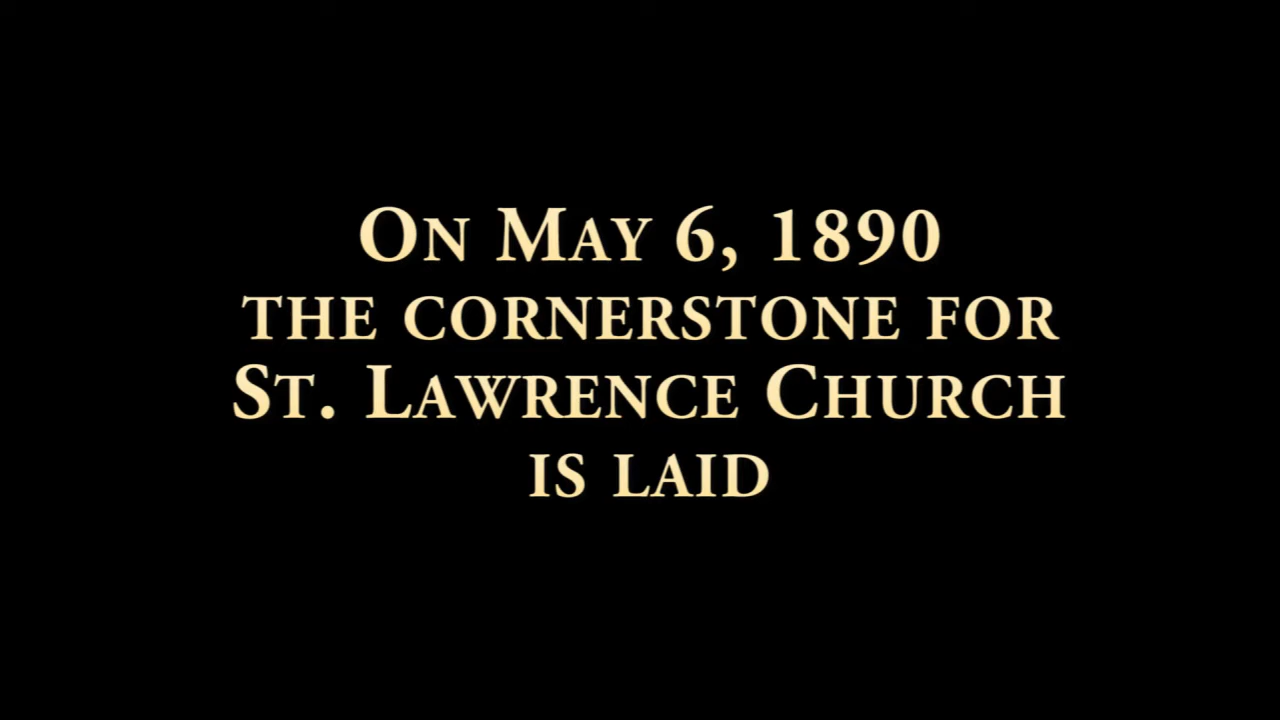 On May 6, 1890
the cornerstone for
St. Lawrence Church
is laid